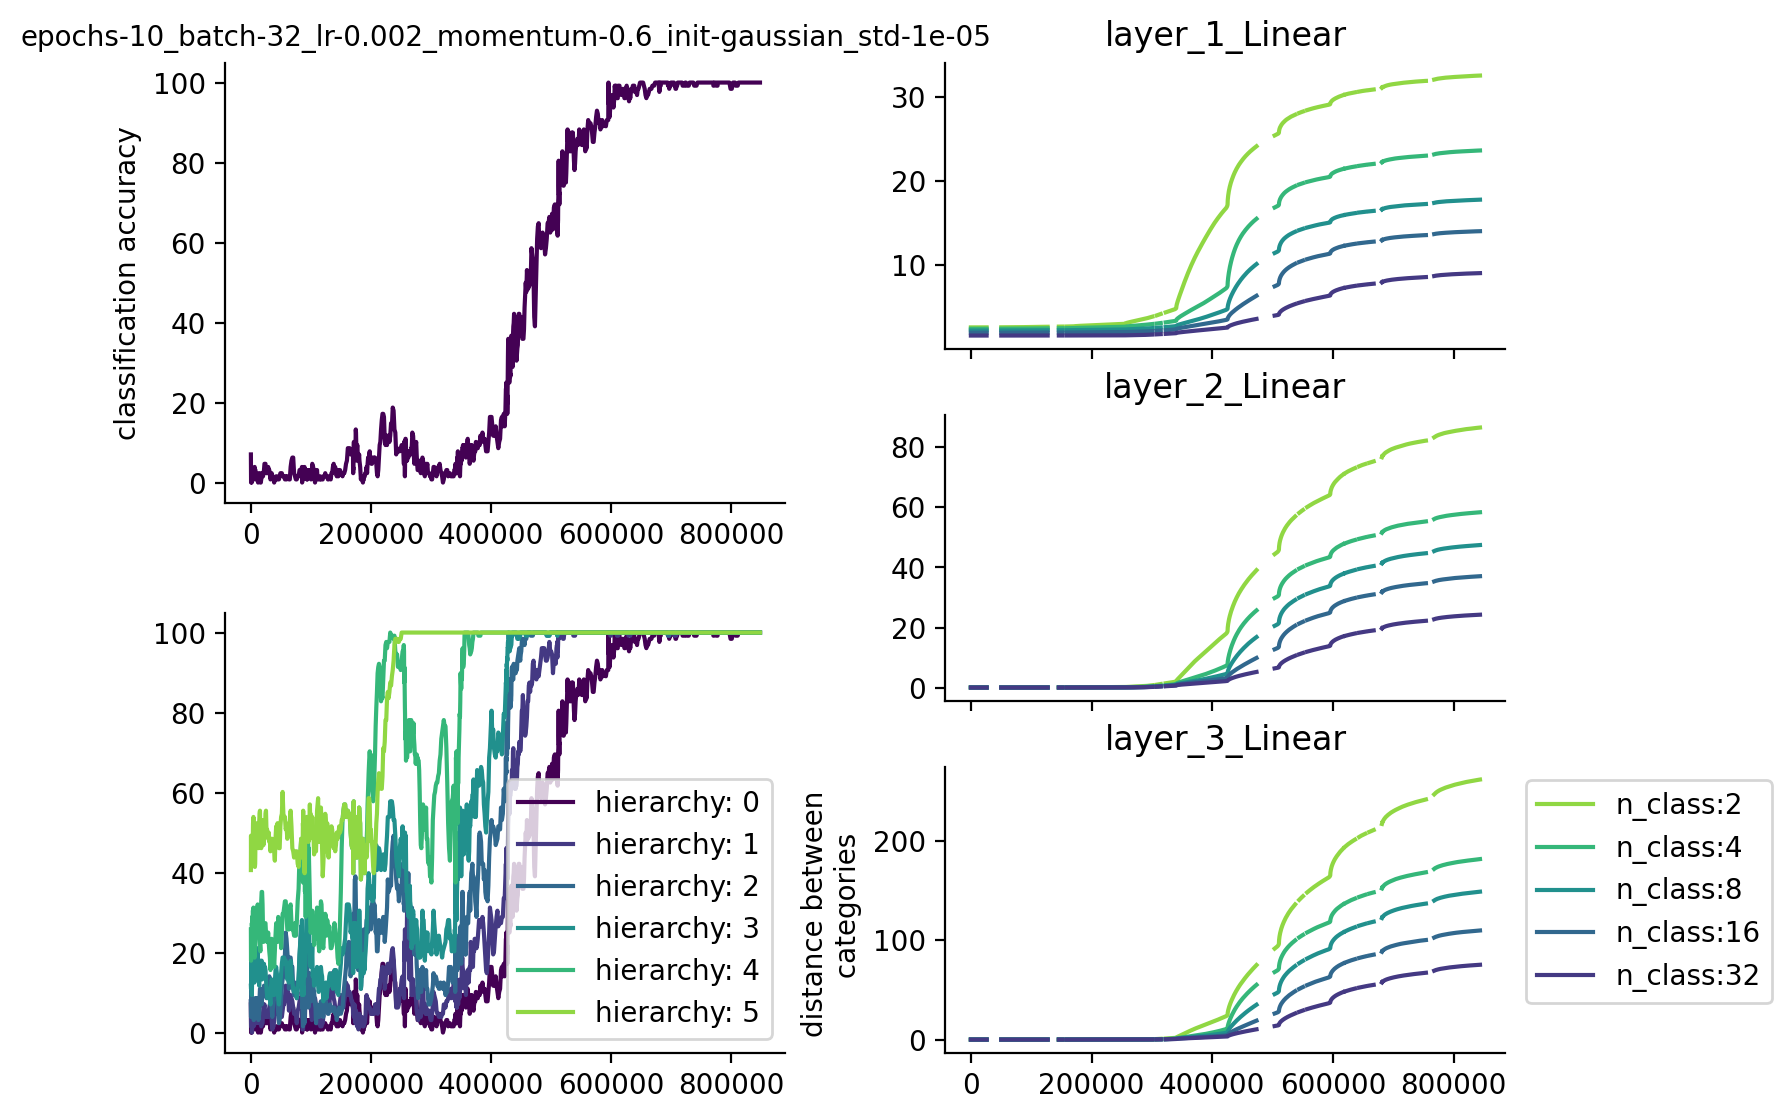 epochs-10_batch-32_lr-0.002_momentum-0.6_init-gaussian_std-1e-05
classification accuracy
100
80
60
40
20
0
0 200000 400000 600000 800000
100
80
60
40
20
0
0 200000 400000 600000 800000
hierarchy: 0
hierarchy: 1
hierarchy: 2
hierarchy: 3
hierarchy: 4
hierarchy: 5
layer_1_Linear
30
20
10
layer_2_Linear
80
60
40
20
0
layer_3_Linear
distance between
categories
200
100
0
0 200000 400000 600000 800000
n_class:2
n_class:4
n_class:8
n_class:16
n_class:32